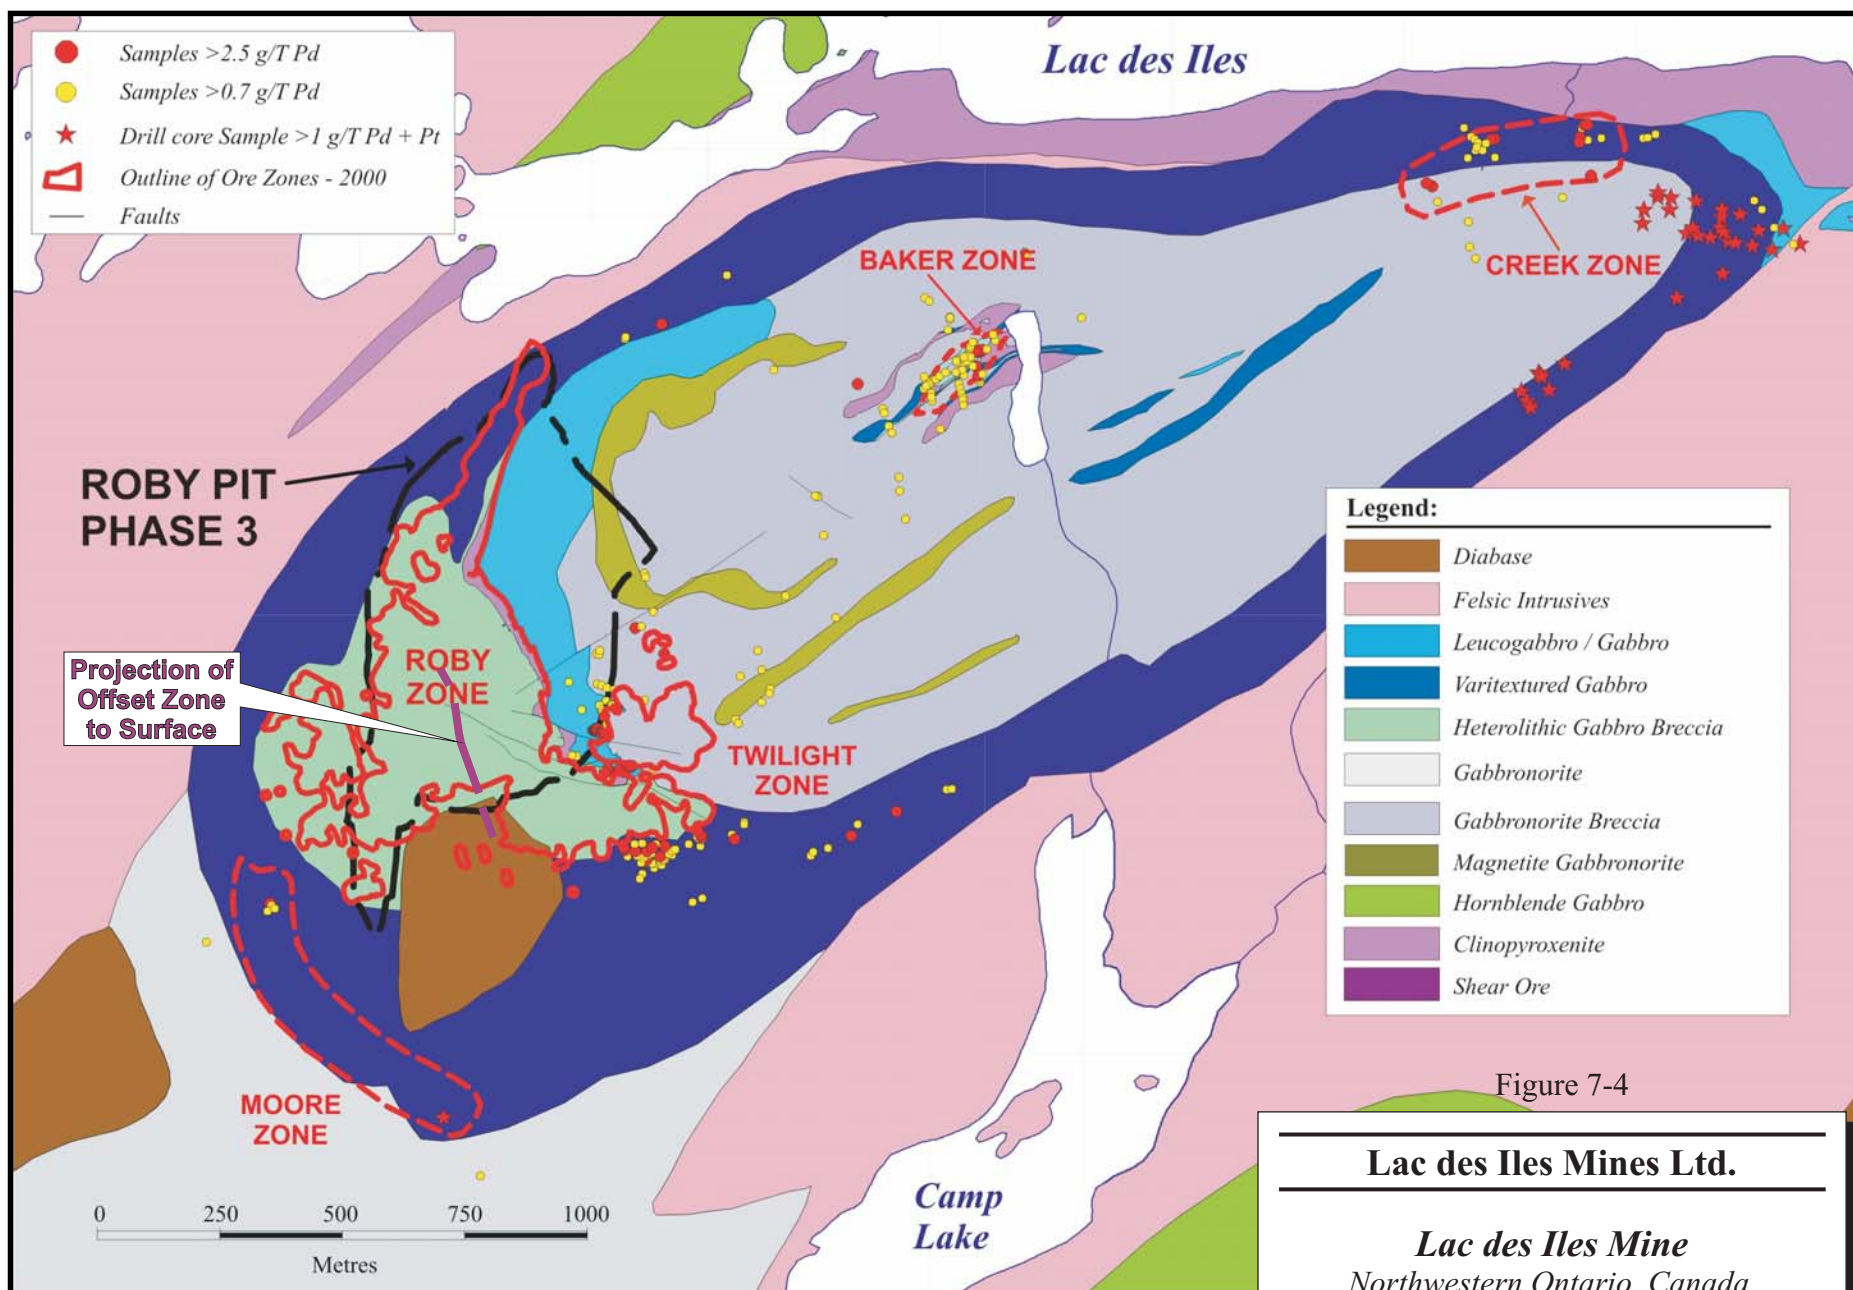 Samples >2.5 g/T Pd
Samples >0.7 g/T Pd
Drill core Sample >1 g/T Pd + Pt
Outline of Ore Zones - 2000
Faults
Lac des Iles
BAKER ZONE
CREEK ZONE
ROBY PIT
PHASE 3
ROBY
ZONE
Projection of
Offset Zone
to Surface
TWILIGHT
ZONE
MOORE
ZONE
Legend:
Diabase
Felsic Intrusives
Leucogabbro / Gabbro
Varitextured Gabbro
Heterolithic Gabbro Breccia
Gabbronorite
Gabbronorite Breccia
Magnetite Gabbronorite
Hornblende Gabbro
Clinopyroxenite
Shear Ore
0 250 500 750 1000
Metres
Camp
Lake
Figure 7-4
Lac des Iles Mines Ltd.
Lac des Iles Mine
Northwestern Ontario, Canada